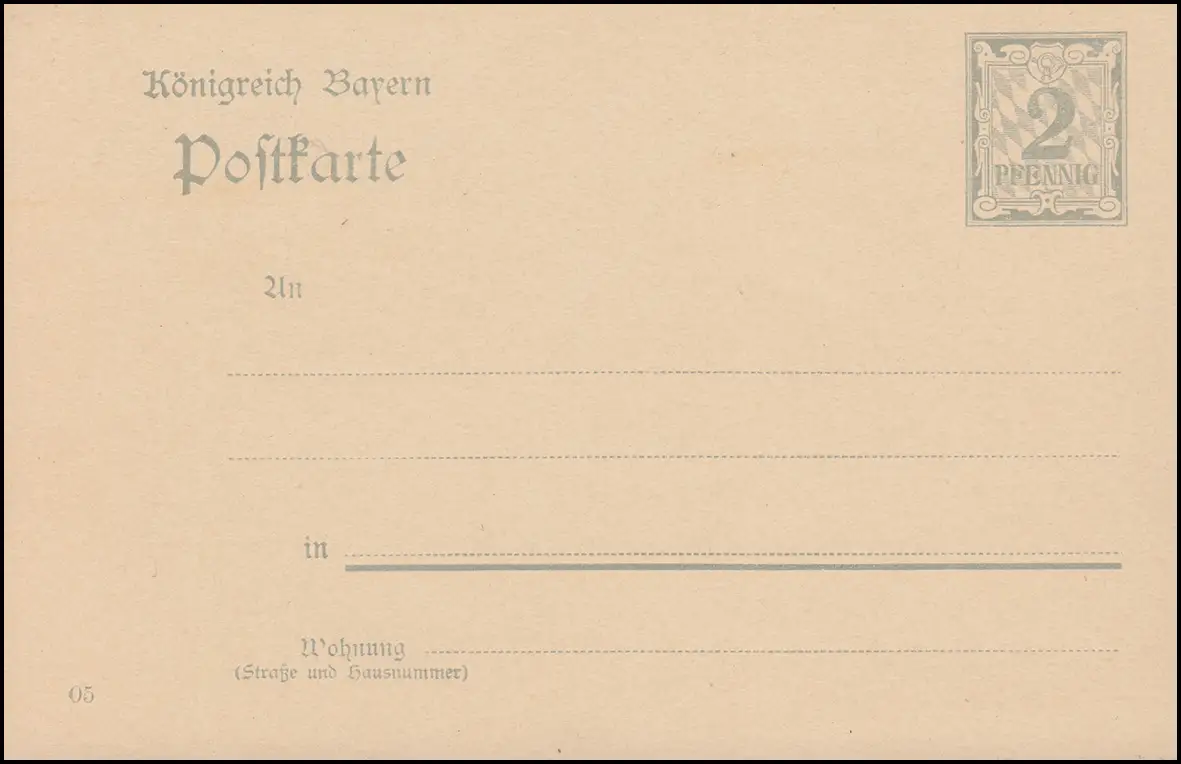 Königreich Bayern
Postkarte
2
PFENNIG
An
in
Wohnung
(Straße und Hausnummer)
05